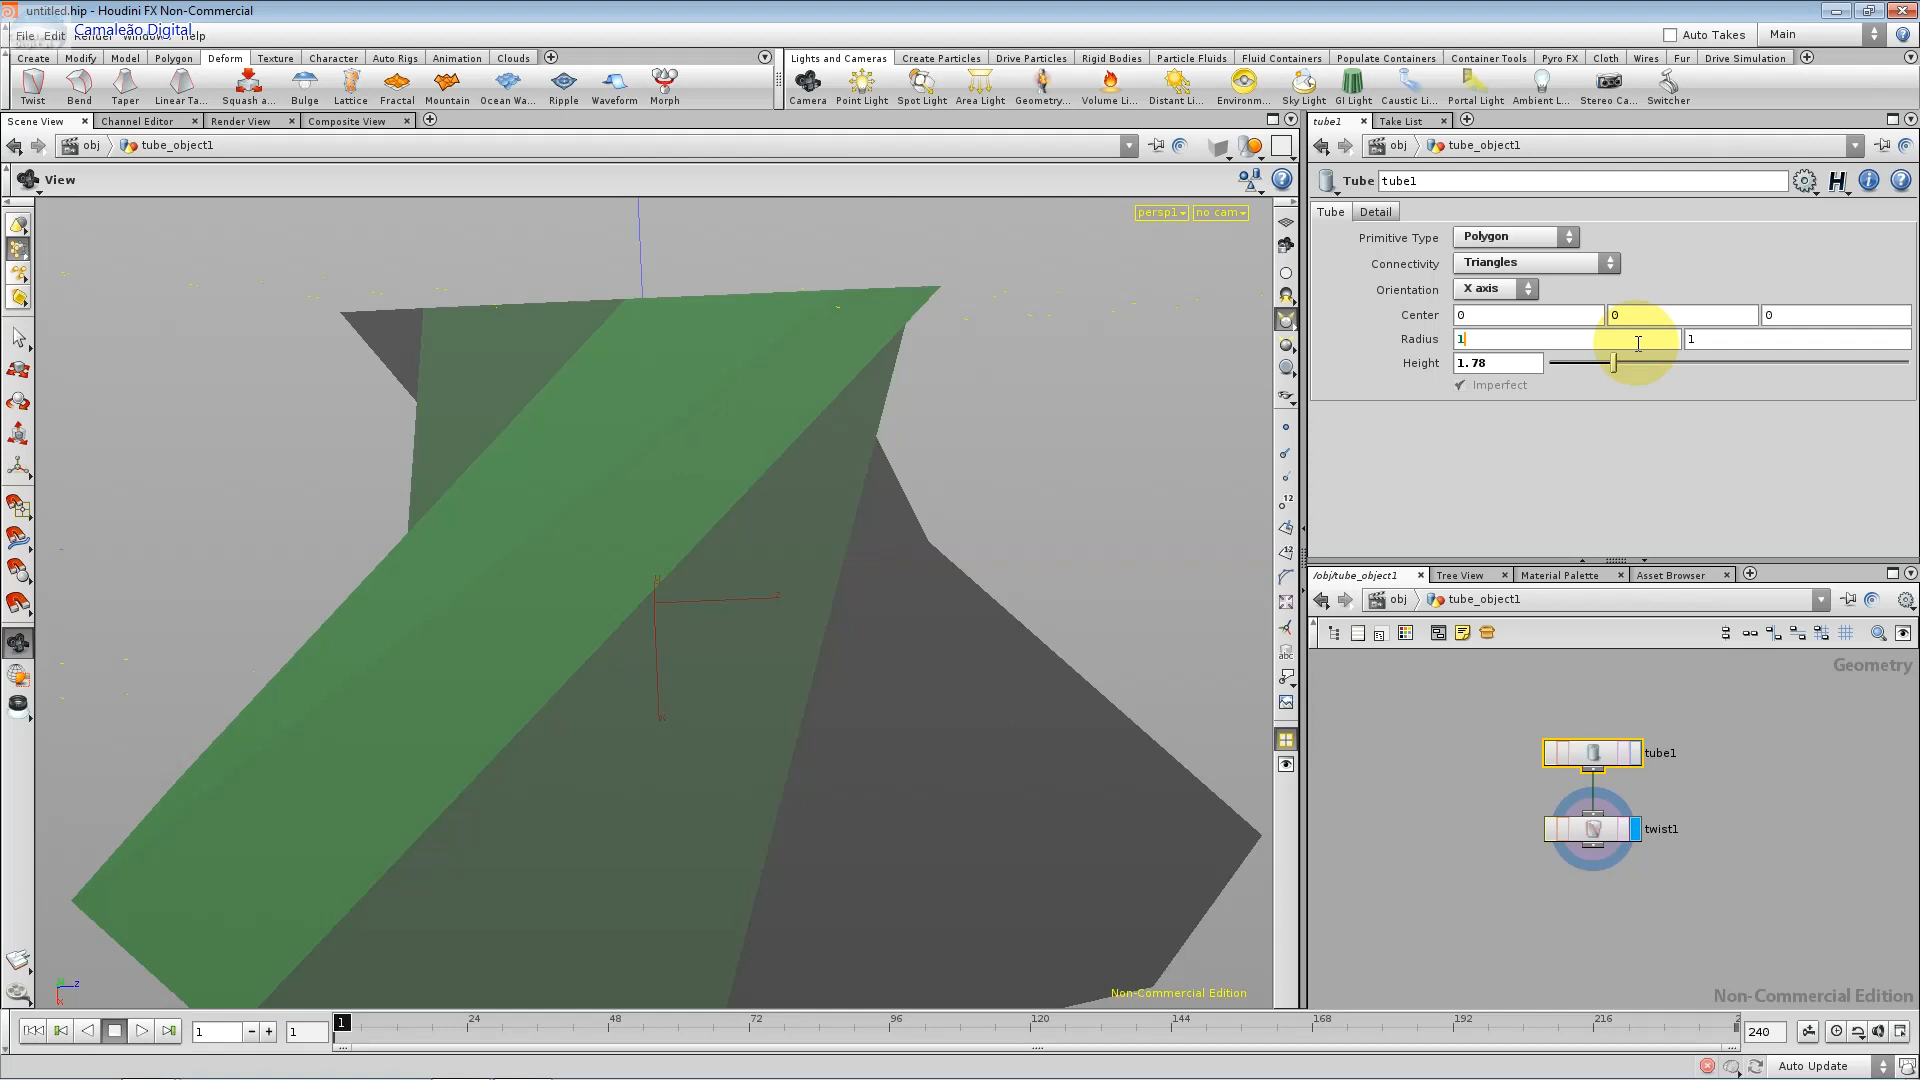 untitled.hip - Houdini FX Non-Commercial
Camaleão Digital
File Edit Render Windows Help
Auto Takes Main
Create Modify Model Polygon Deform Texture Character Auto Rigs Animation Clouds
Lights and Cameras Create Particles Drive Particles Rigid Bodies Particle Fluids Fluid Containers Populate Containers Container Tools Pyro FX Cloth Wires Fur Drive Simulation
Twist Bend Taper Linear Ta... Squash a... Bulge Lattice Fractal Mountain Ocean Wa... Ripple Waveform Morph
Camera Point Light Spot Light Area Light Geometry... Volume Li... Distant Li... Environm... Sky Light GI Light Caustic Li... Portal Light Ambient L... Stereo Ca... Switcher
Scene View Channel Editor Render View Composite View
tube1 Take List
obj tube_object1
obj tube_object1
View
Tube tube1
persp1 no cam
Tube Detail
Primitive Type Polygon
Connectivity Triangles
Orientation X axis
Center 0 0 0
Radius 1 1
Height 1.78
Imperfect
/obj/tube_object1 Tree View Material Palette Asset Browser
obj tube_object1
Geometry
tube1
twist1
Non-Commercial Edition
Non-Commercial Edition
1 1 1 24 48 72 96 120 144 168 192 216 2 240
Auto Update